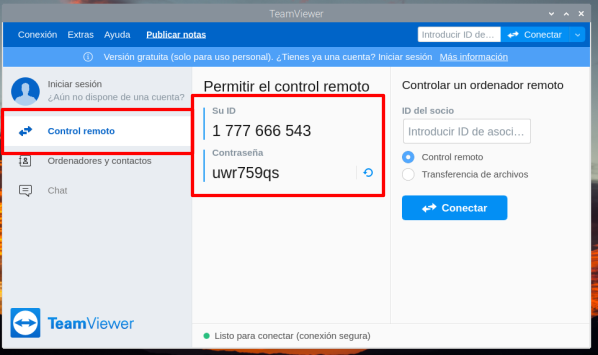 TeamViewer
Conexión Extras Ayuda Publicar notas
Introducir ID de... Conectar
Versión gratuita (solo para uso personal). ¿Tienes ya una cuenta? Iniciar sesión Más información
Iniciar sesión
¿Aún no dispone de una cuenta?
Control remoto
Ordenadores y contactos
Chat
TeamViewer
Permitir el control remoto
Su ID
1 777 666 543
Contraseña
uwr759qs
Controlar un ordenador remoto
ID del socio
Introducir ID de asoci...
Control remoto
Transferencia de archivos
Conectar
Listo para conectar (conexión segura)